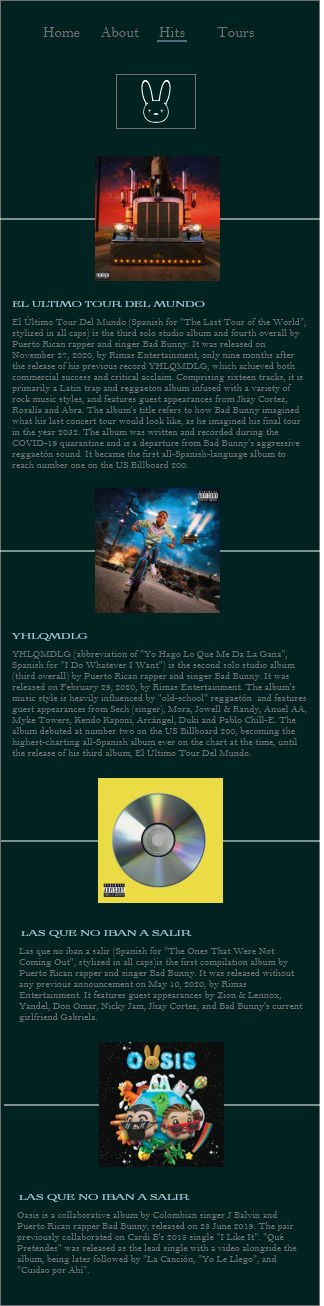 Home About Hits Tours
EL ULTIMO TOUR DEL MUNDO
El Último Tour Del Mundo (Spanish for "The Last Tour of the World";
stylized in all caps) is the third solo studio album and fourth overall by
Puerto Rican rapper and singer Bad Bunny. It was released on
November 27, 2020, by Rimas Entertainment, only nine months after
the release of his previous record YHLQMDLG, which achieved both
commercial success and critical acclaim. Comprising sixteen tracks, it is
primarily a Latin trap and reggaetón album infused with a variety of
rock music styles, and features guest appearances from Jhay Cortez,
Rosalía and Abra. The album's title refers to how Bad Bunny imagined
what his last concert tour would look like, as he imagined his final tour
in the year 2032. The album was written and recorded during the
COVID-19 quarantine and is a departure from Bad Bunny's aggressive
reggaetón sound. It became the first all-Spanish-language album to
reach number one on the US Billboard 200.
YHLQMDLG
YHLQMDLG (abbreviation of "Yo Hago Lo Que Me Da La Gana",
Spanish for "I Do Whatever I Want") is the second solo studio album
(third overall) by Puerto Rican rapper and singer Bad Bunny. It was
released on February 29, 2020, by Rimas Entertainment. The album's
music style is heavily influenced by "old-school" reggaetón and features
guest appearances from Sech (singer), Mora, Jowell & Randy, Anuel AA,
Myke Towers, Kendo Kaponi, Arcángel, Duki and Pablo Chill-E. The
album debuted at number two on the US Billboard 200, becoming the
highest-charting all-Spanish album ever on the chart at the time, until
the release of his third album, El Último Tour Del Mundo.
PARENTAL
ADVISORY
LAS QUE NO IBAN A SALIR
Las que no iban a salir (Spanish for "The Ones That Were Not
Coming Out", stylized in all caps)is the first compilation album by
Puerto Rican rapper and singer Bad Bunny. It was released without
any previous announcement on May 10, 2020, by Rimas
Entertainment. It features guest appearances by Zion & Lennox,
Yandel, Don Omar, Nicky Jam, Jhay Cortez, and Bad Bunny's current
girlfriend Gabriela.
OASIS
LAS QUE NO IBAN A SALIR
Oasis is a collaborative album by Colombian singer J Balvin and
Puerto Rican rapper Bad Bunny, released on 28 June 2019. The pair
previously collaborated on Cardi B's 2018 single "I Like It". "Qué
Pretendes" was released as the lead single with a video alongside the
album, being later followed by "La Canción", "Yo Le Llego", and
"Cuidao por Ahí".